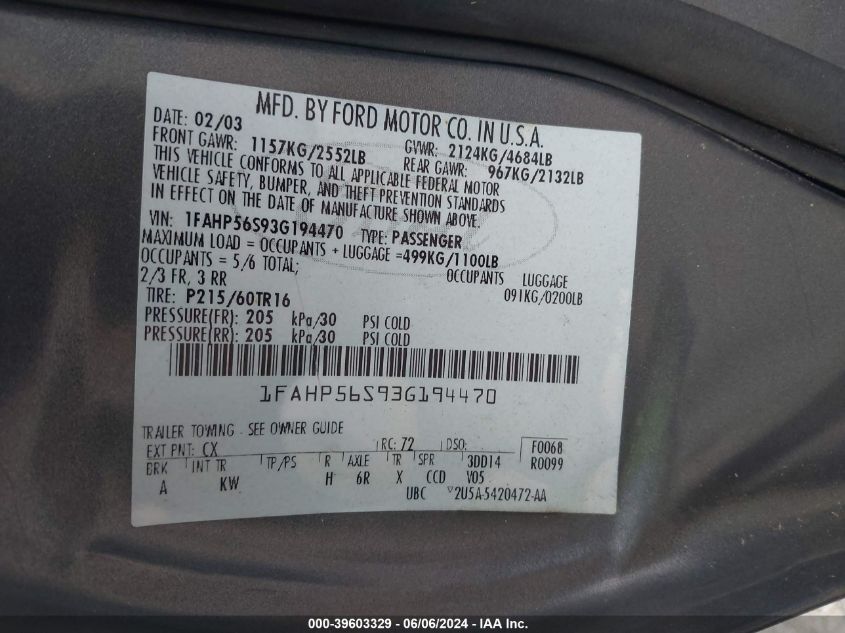 MFD. BY FORD MOTOR CO. IN U.S.A.
DATE: 02/03 GVWR: 2124KG/4684LB
FRONT GAWR: 1157KG/2552LB REAR GAWR: 967KG/2132LB
THIS VEHICLE CONFORMS TO ALL APPLICABLE FEDERAL MOTOR
VEHICLE SAFETY, BUMPER, AND THEFT PREVENTION STANDARDS
IN EFFECT ON THE DATE OF MANUFACTURE SHOWN ABOVE.
VIN: 1FAHP56S93G194470 TYPE: PASSENGER
MAXIMUM LOAD = OCCUPANTS + LUGGAGE =499KG/1100LB
OCCUPANTS = 5/6 TOTAL; OCCUPANTS LUGGAGE
2/3 FR, 3 RR 091KG/0200LB
TIRE: P215/60TR16
PRESSURE(FR): 205 kPa/30 PSI COLD
PRESSURE(RR): 205 kPa/30 PSI COLD
1FAHP56S93G194470
TRAILER TOWING - SEE OWNER GUIDE
EXT PNT: CX RC: 72 DSO: F0068
BRK INT TR TP/PS R AXLE TR SPR 3DD14 R0099
A KW H 6R X CCD Y05
UBC 2U5A-5420472-AA
000-39603329 - 06/06/2024 - IAA Inc.